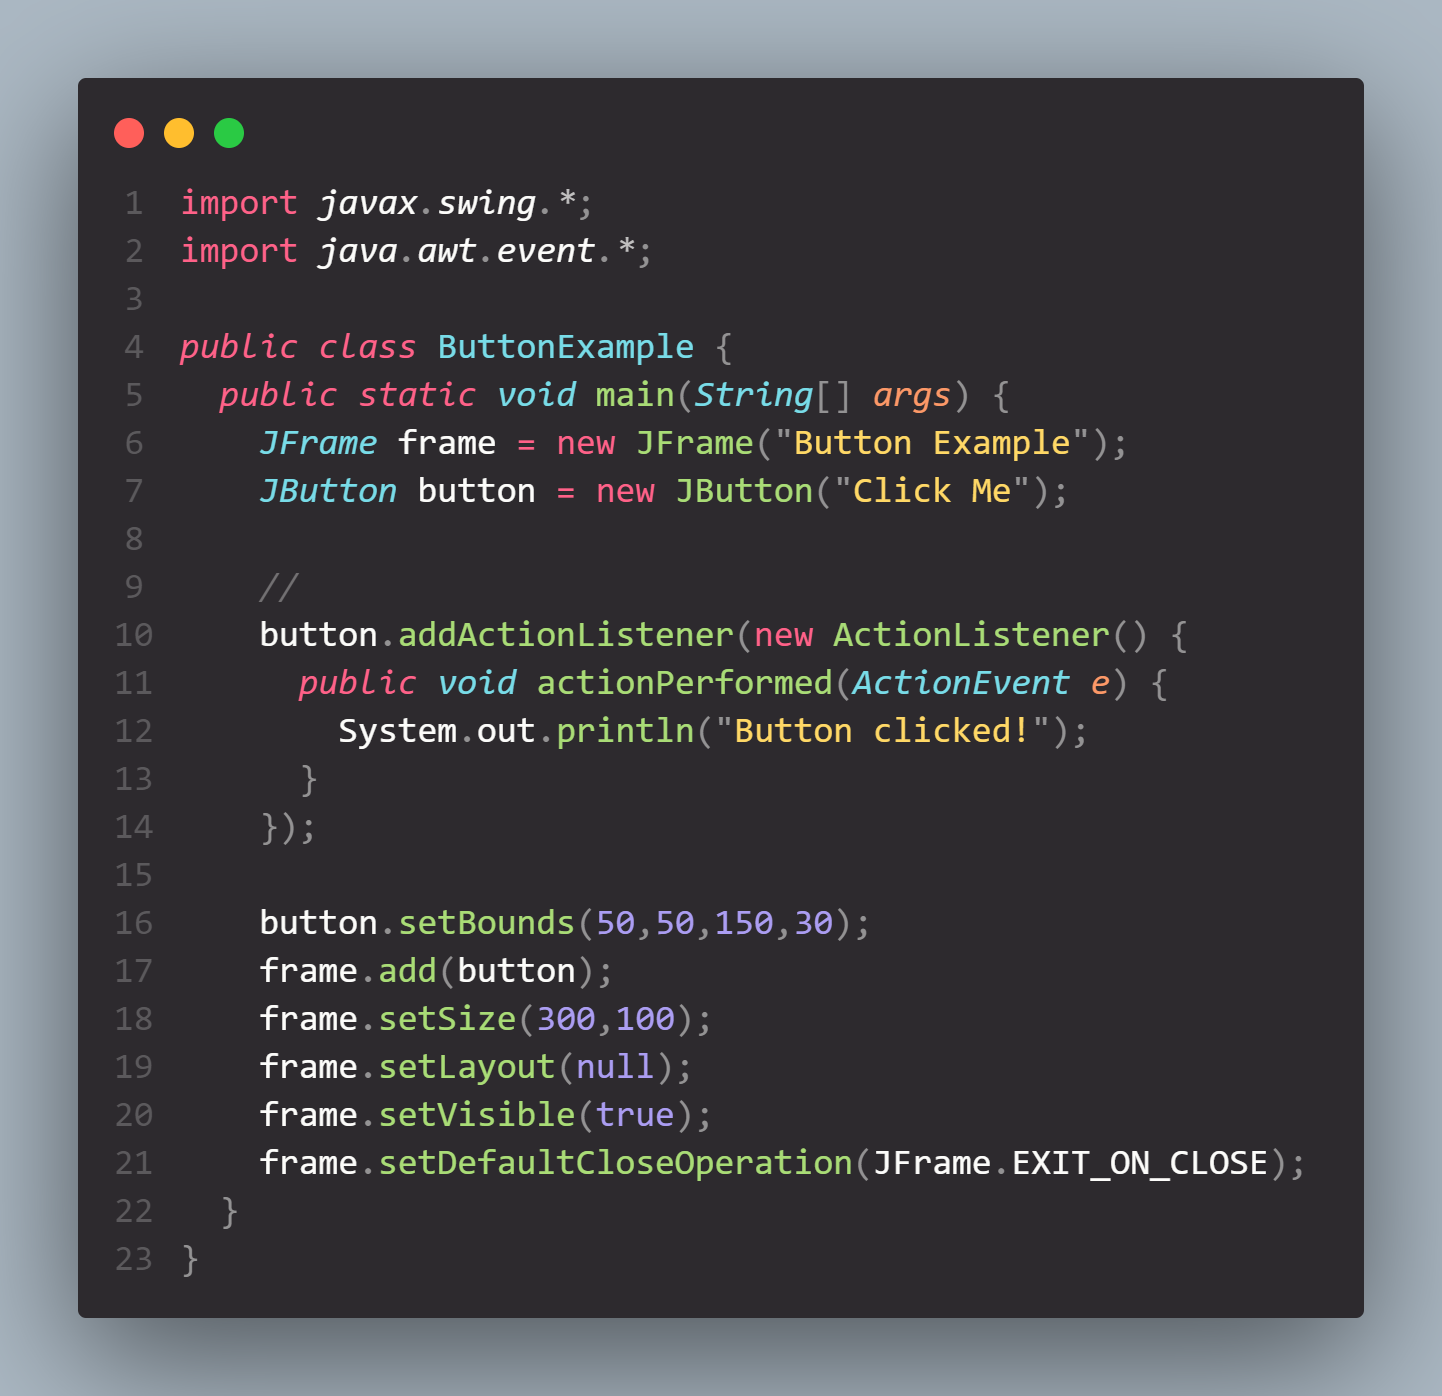 1 import javax.swing.*;
2 import java.awt.event.*;
3
4 public class ButtonExample {
5   public static void main(String[] args) {
6     JFrame frame = new JFrame("Button Example");
7     JButton button = new JButton("Click Me");
8
9     //
10     button.addActionListener(new ActionListener() {
11       public void actionPerformed(ActionEvent e) {
12         System.out.println("Button clicked!");
13       }
14     });
15
16     button.setBounds(50,50,150,30);
17     frame.add(button);
18     frame.setSize(300,100);
19     frame.setLayout(null);
20     frame.setVisible(true);
21     frame.setDefaultCloseOperation(JFrame.EXIT_ON_CLOSE);
22   }
23 }